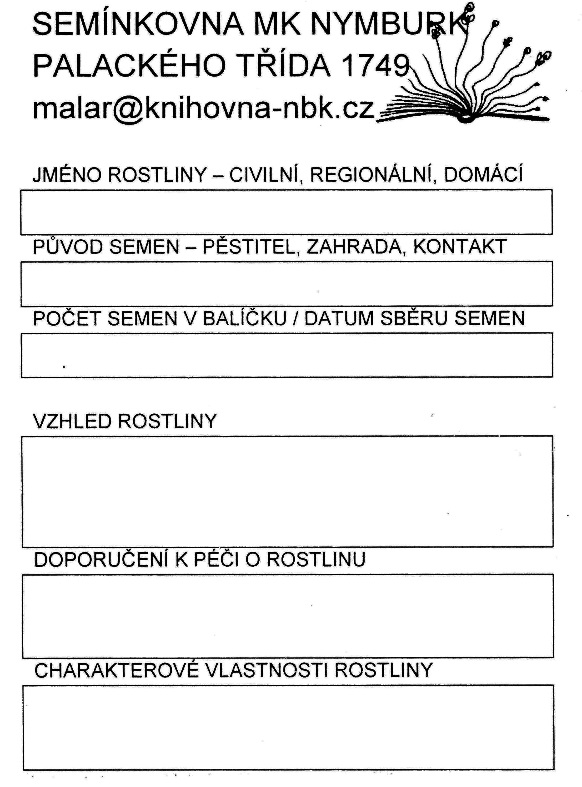 SEMÍNKOVNA MK NYMBURK
PALACKÉHO TŘÍDA 1749
malar@knihovna-nbk.cz
JMÉNO ROSTLINY – CIVILNÍ, REGIONÁLNÍ, DOMÁCÍ
PŮVOD SEMEN – PĚSTITEL, ZAHRADA, KONTAKT
POČET SEMEN V BALÍČKU / DATUM SBĚRU SEMEN
VZHLED ROSTLINY
DOPORUČENÍ K PÉČI O ROSTLINU
CHARAKTEROVÉ VLASTNOSTI ROSTLINY